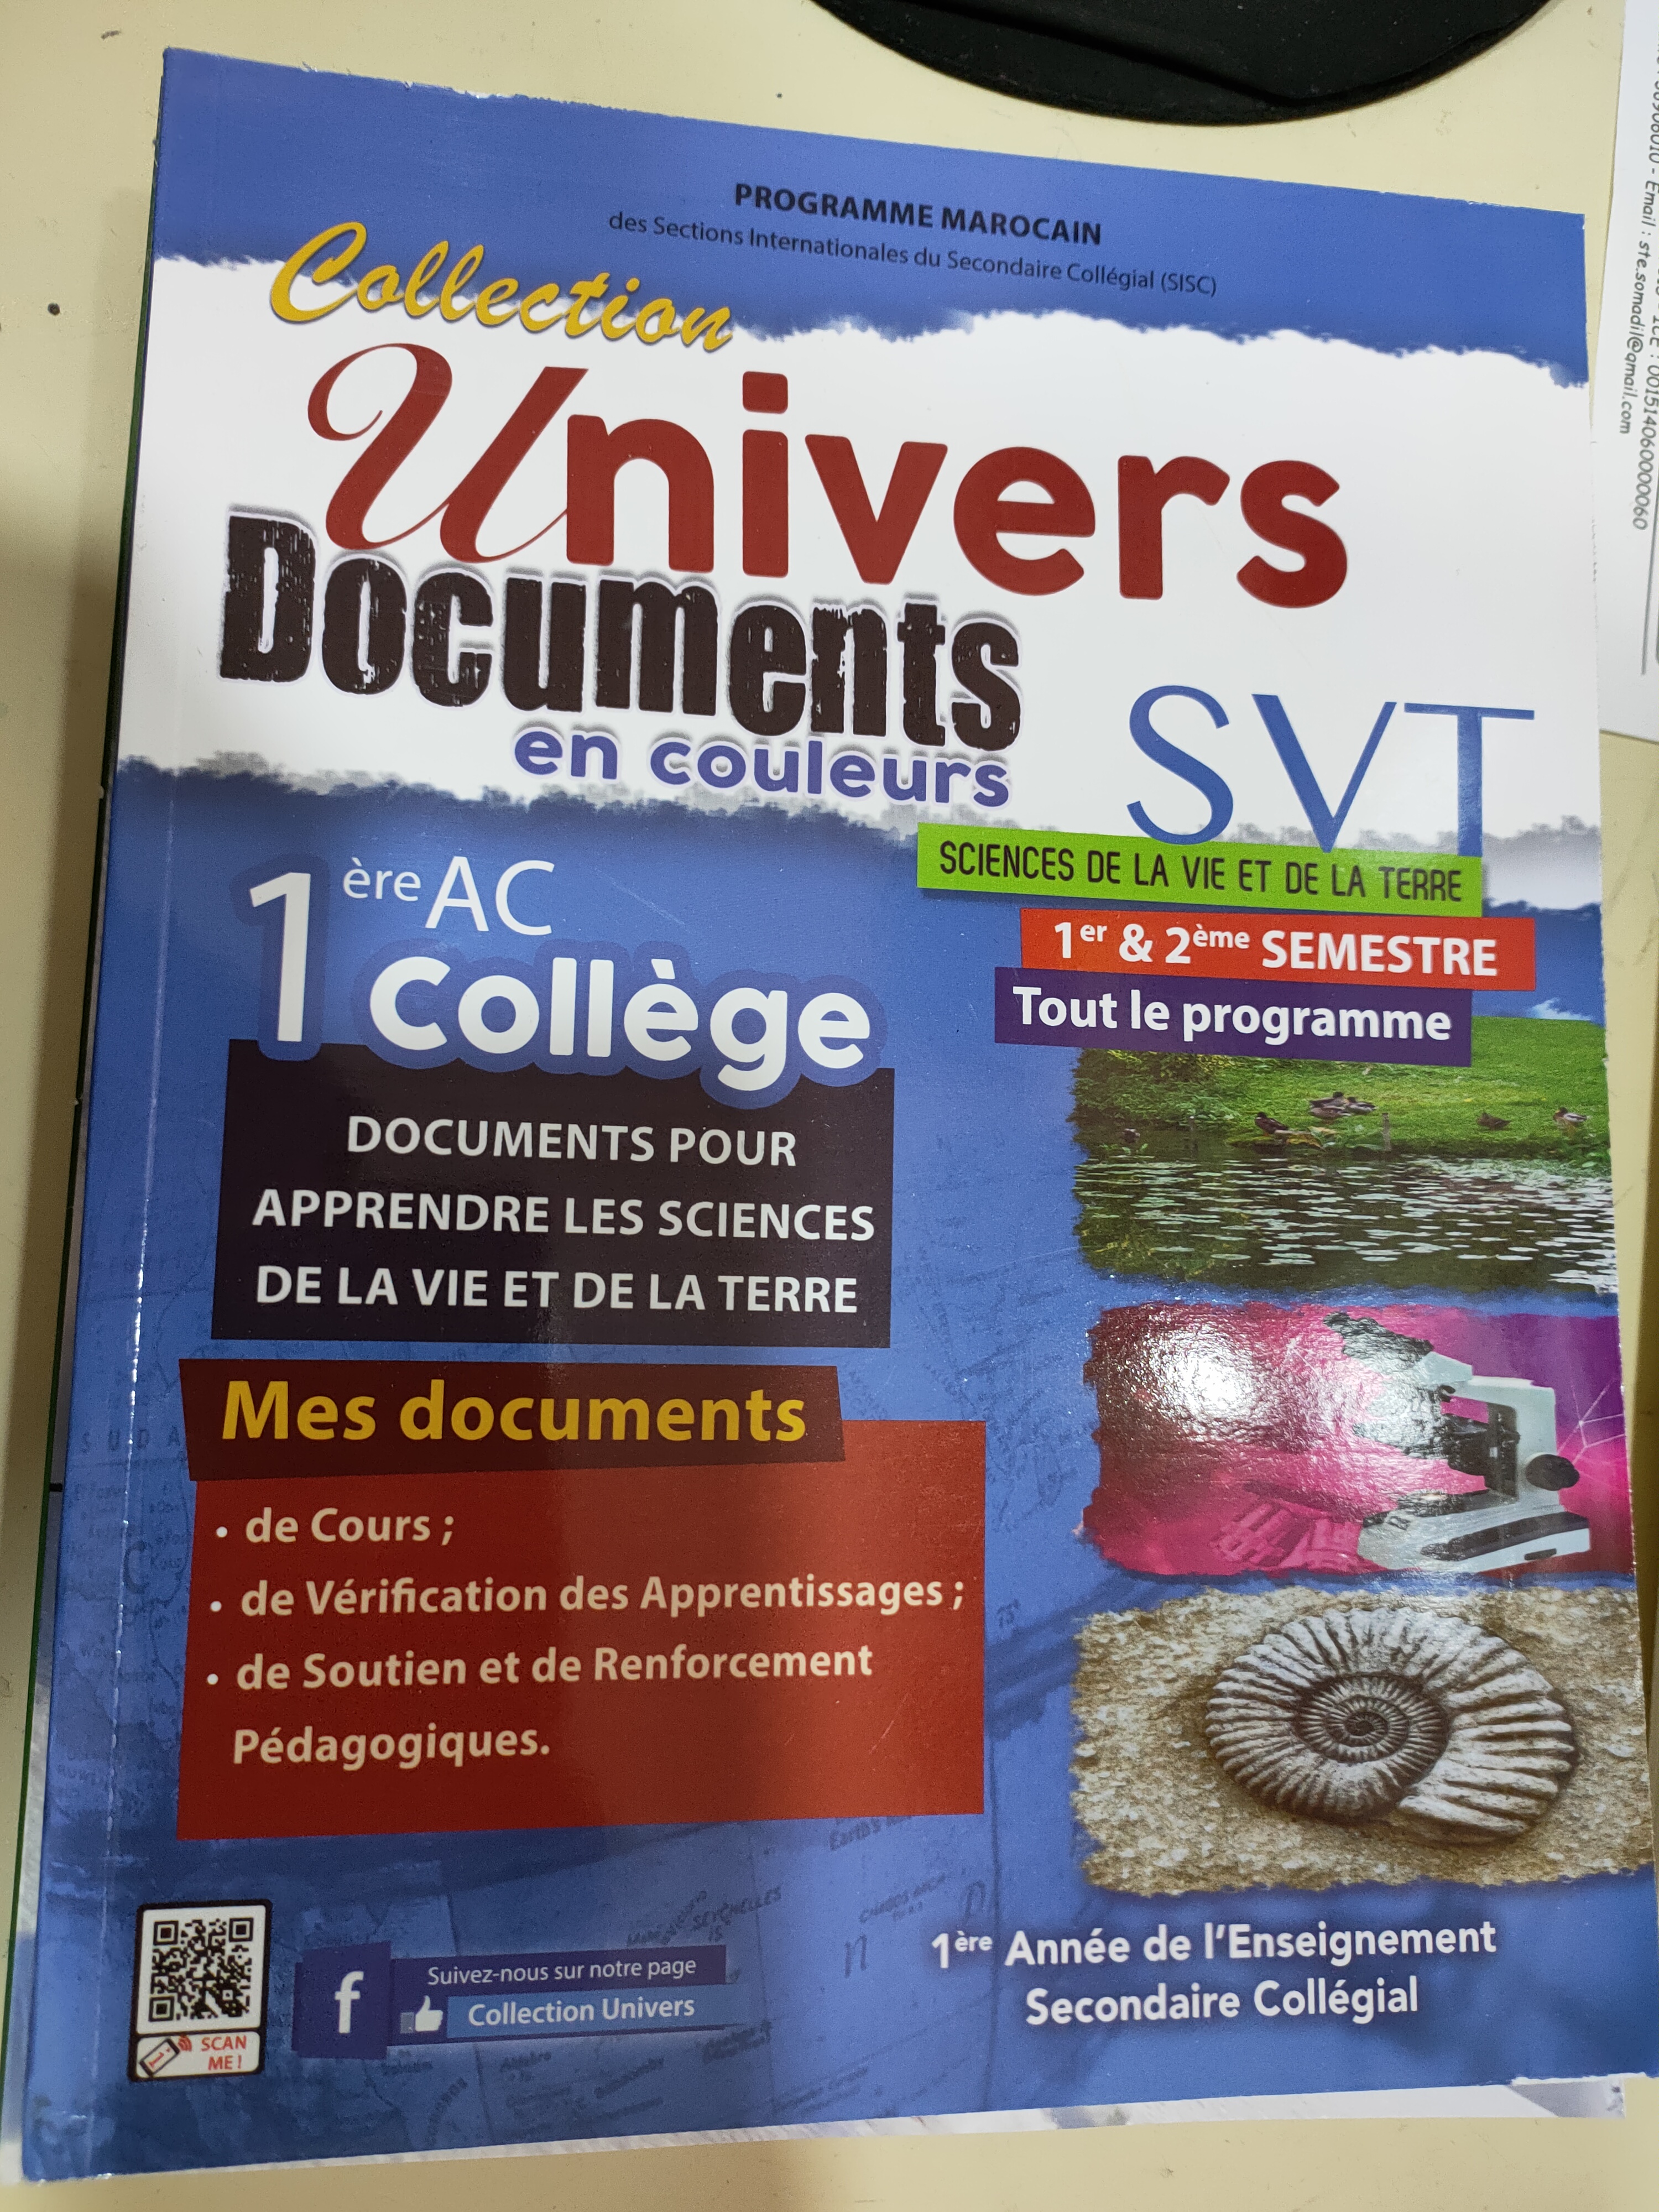 PROGRAMME MAROCAIN
des Sections Internationales du Secondaire Collégial (SISC)
Collection
Univers
Documents
en couleurs
SVT
SCIENCES DE LA VIE ET DE LA TERRE
1er & 2ème SEMESTRE
Tout le programme
1ère AC
collège
DOCUMENTS POUR
APPRENDRE LES SCIENCES
DE LA VIE ET DE LA TERRE
Mes documents
• de Cours ;
• de Vérification des Apprentissages ;
• de Soutien et de Renforcement
Pédagogiques.
SCAN
ME !
f
Suivez-nous sur notre page
Collection Univers
1ère Année de l'Enseignement
Secondaire Collégial
SEYCHELLES
IS
Email : ste.somadil@gmail.com